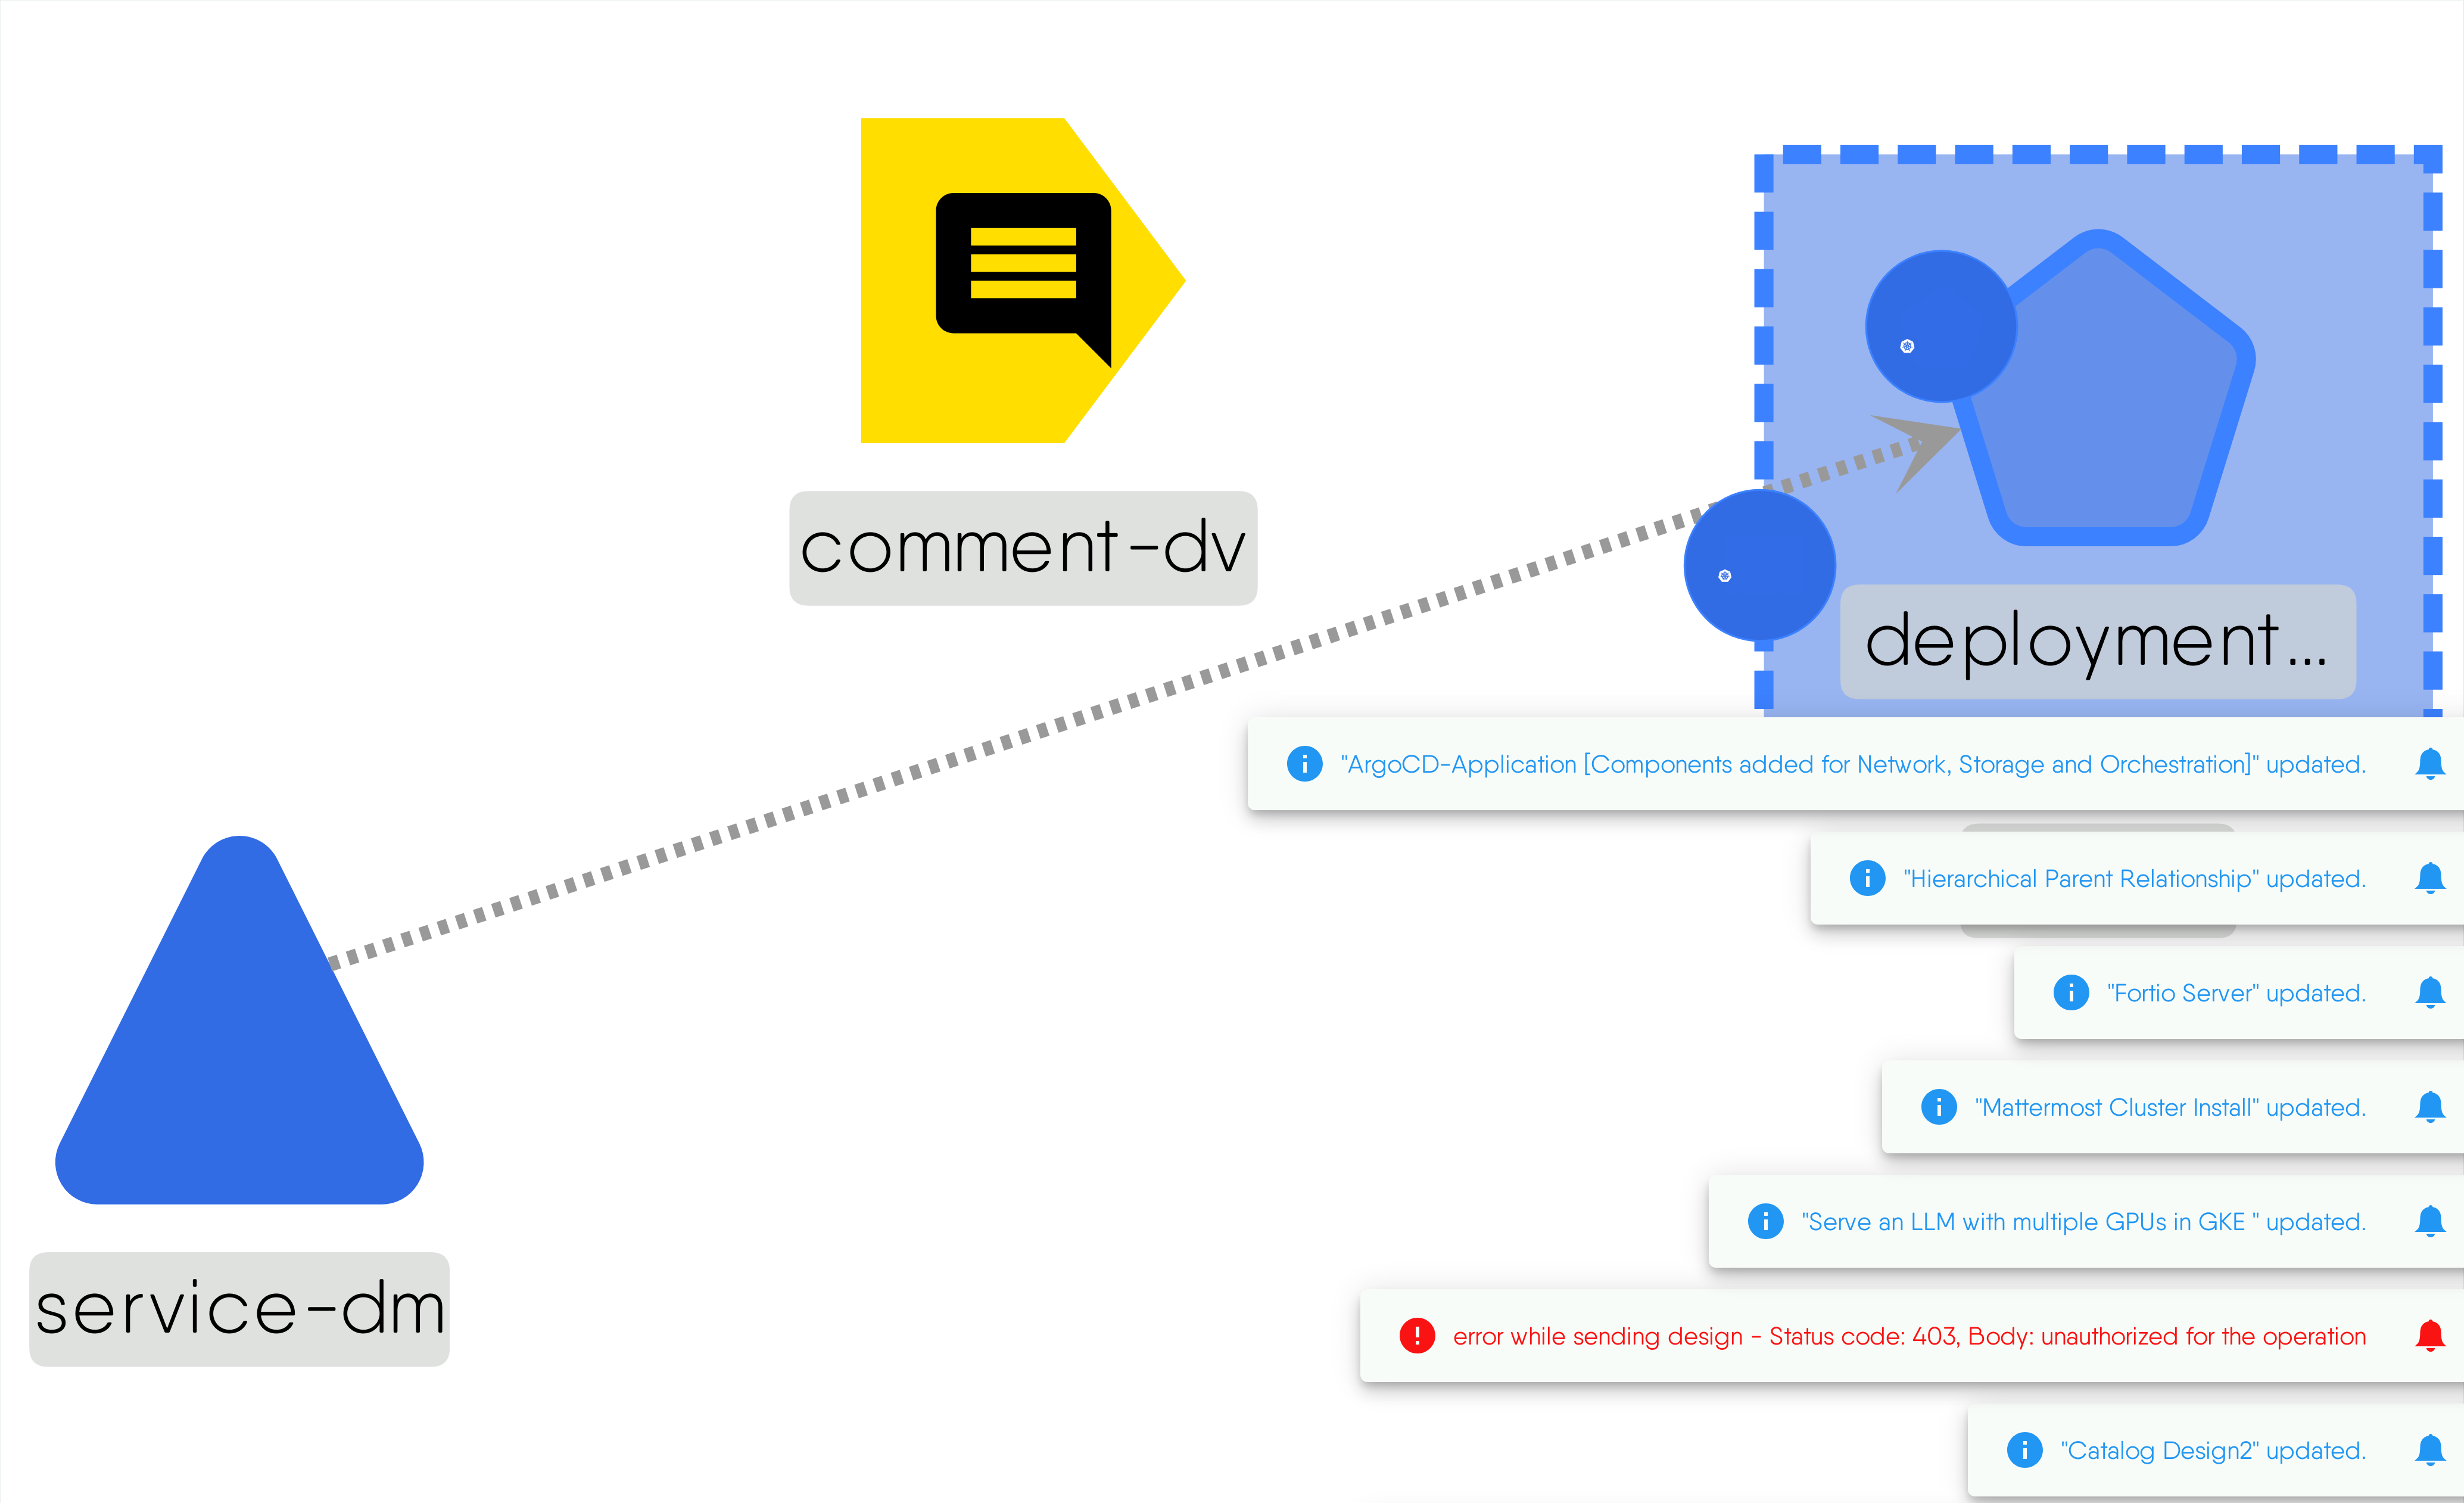 comment-dv
deployment...
"ArgoCD-Application [Components added for Network, Storage and Orchestration]" updated.
"Hierarchical Parent Relationship" updated.
"Fortio Server" updated.
"Mattermost Cluster Install" updated.
"Serve an LLM with multiple GPUs in GKE " updated.
service-dm
error while sending design - Status code: 403, Body: unauthorized for the operation
"Catalog Design2" updated.